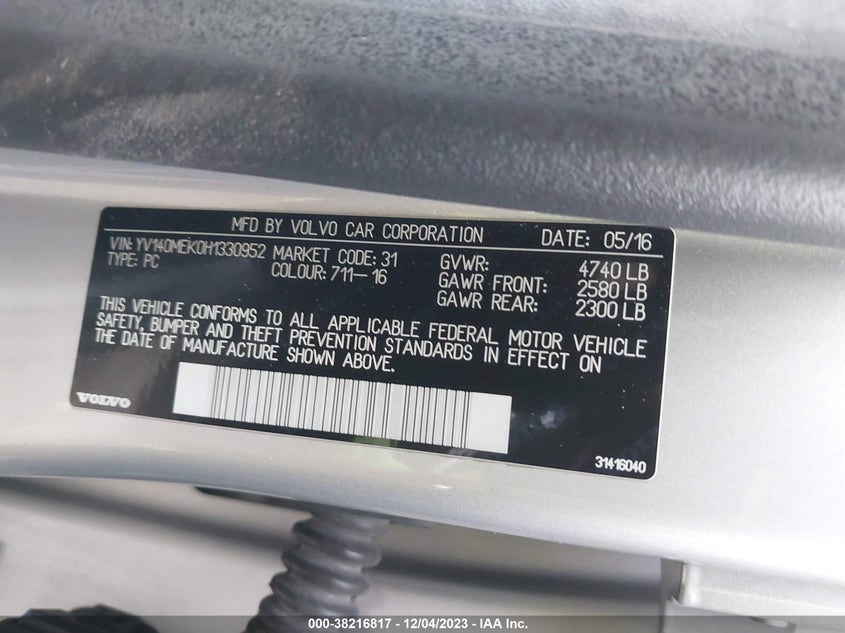 MFD BY VOLVO CAR CORPORATION DATE: 05/16
VIN: YV140MEK0H1330952 MARKET CODE: 31 GVWR: 4740 LB
TYPE: PC COLOUR: 711-16 GAWR FRONT: 2580 LB
GAWR REAR: 2300 LB
THIS VEHICLE CONFORMS TO ALL APPLICABLE FEDERAL MOTOR VEHICLE
SAFETY, BUMPER AND THEFT PREVENTION STANDARDS IN EFFECT ON
THE DATE OF MANUFACTURE SHOWN ABOVE.
VOLVO
31416040
000-38216817 - 12/04/2023 - IAA Inc.